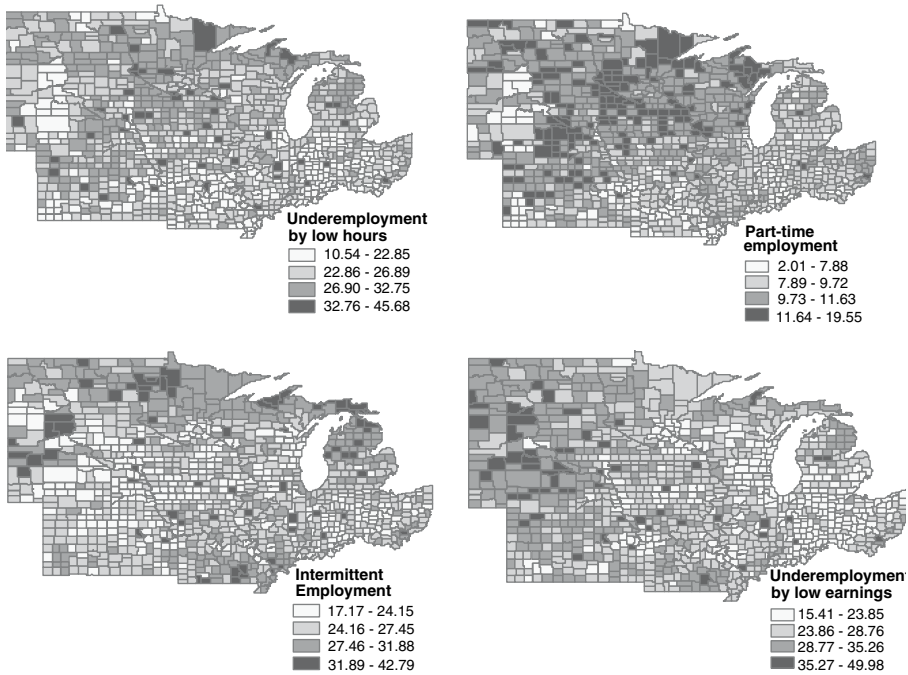 Underemployment
by low hours
10.54 - 22.85
22.86 - 26.89
26.90 - 32.75
32.76 - 45.68
Part-time
employment
2.01 - 7.88
7.89 - 9.72
9.73 - 11.63
11.64 - 19.55
Intermittent
Employment
17.17 - 24.15
24.16 - 27.45
27.46 - 31.88
31.89 - 42.79
Underemployment
by low earnings
15.41 - 23.85
23.86 - 28.76
28.77 - 35.26
35.27 - 49.98